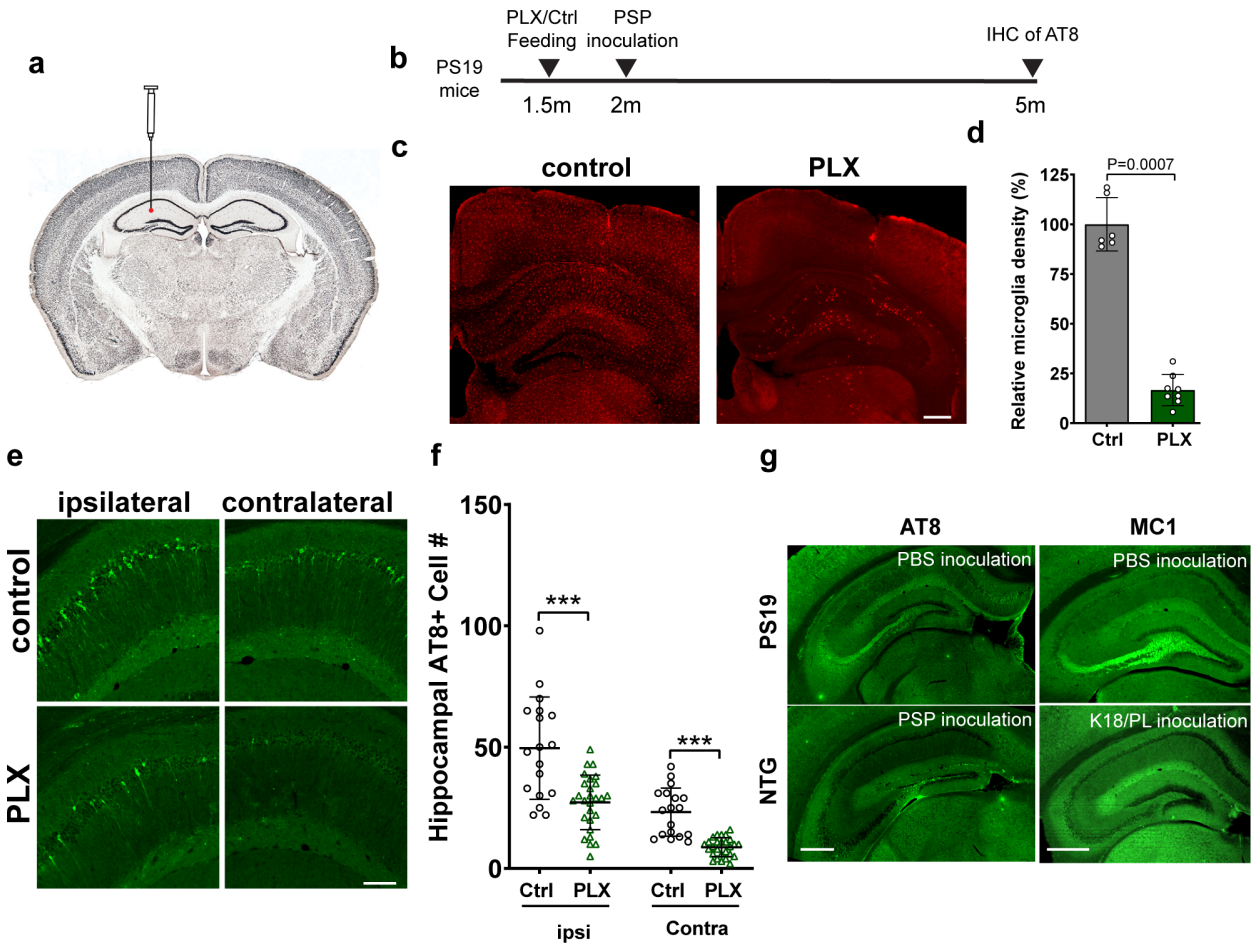 a
b
PS19
mice
PLX/Ctrl
Feeding
PSP
inoculation
IHC of AT8
1.5m
2m
5m
c
control
PLX
d
P=0.0007
Relative microglia density (%)
125
100
75
50
25
0
Ctrl
PLX
e
ipsilateral
contralateral
control
PLX
f
Hippocampal AT8+ Cell #
150
100
50
0
***
***
Ctrl
PLX
Ctrl
PLX
ipsi
Contra
g
AT8
MC1
PS19
PBS inoculation
PBS inoculation
NTG
PSP inoculation
K18/PL inoculation